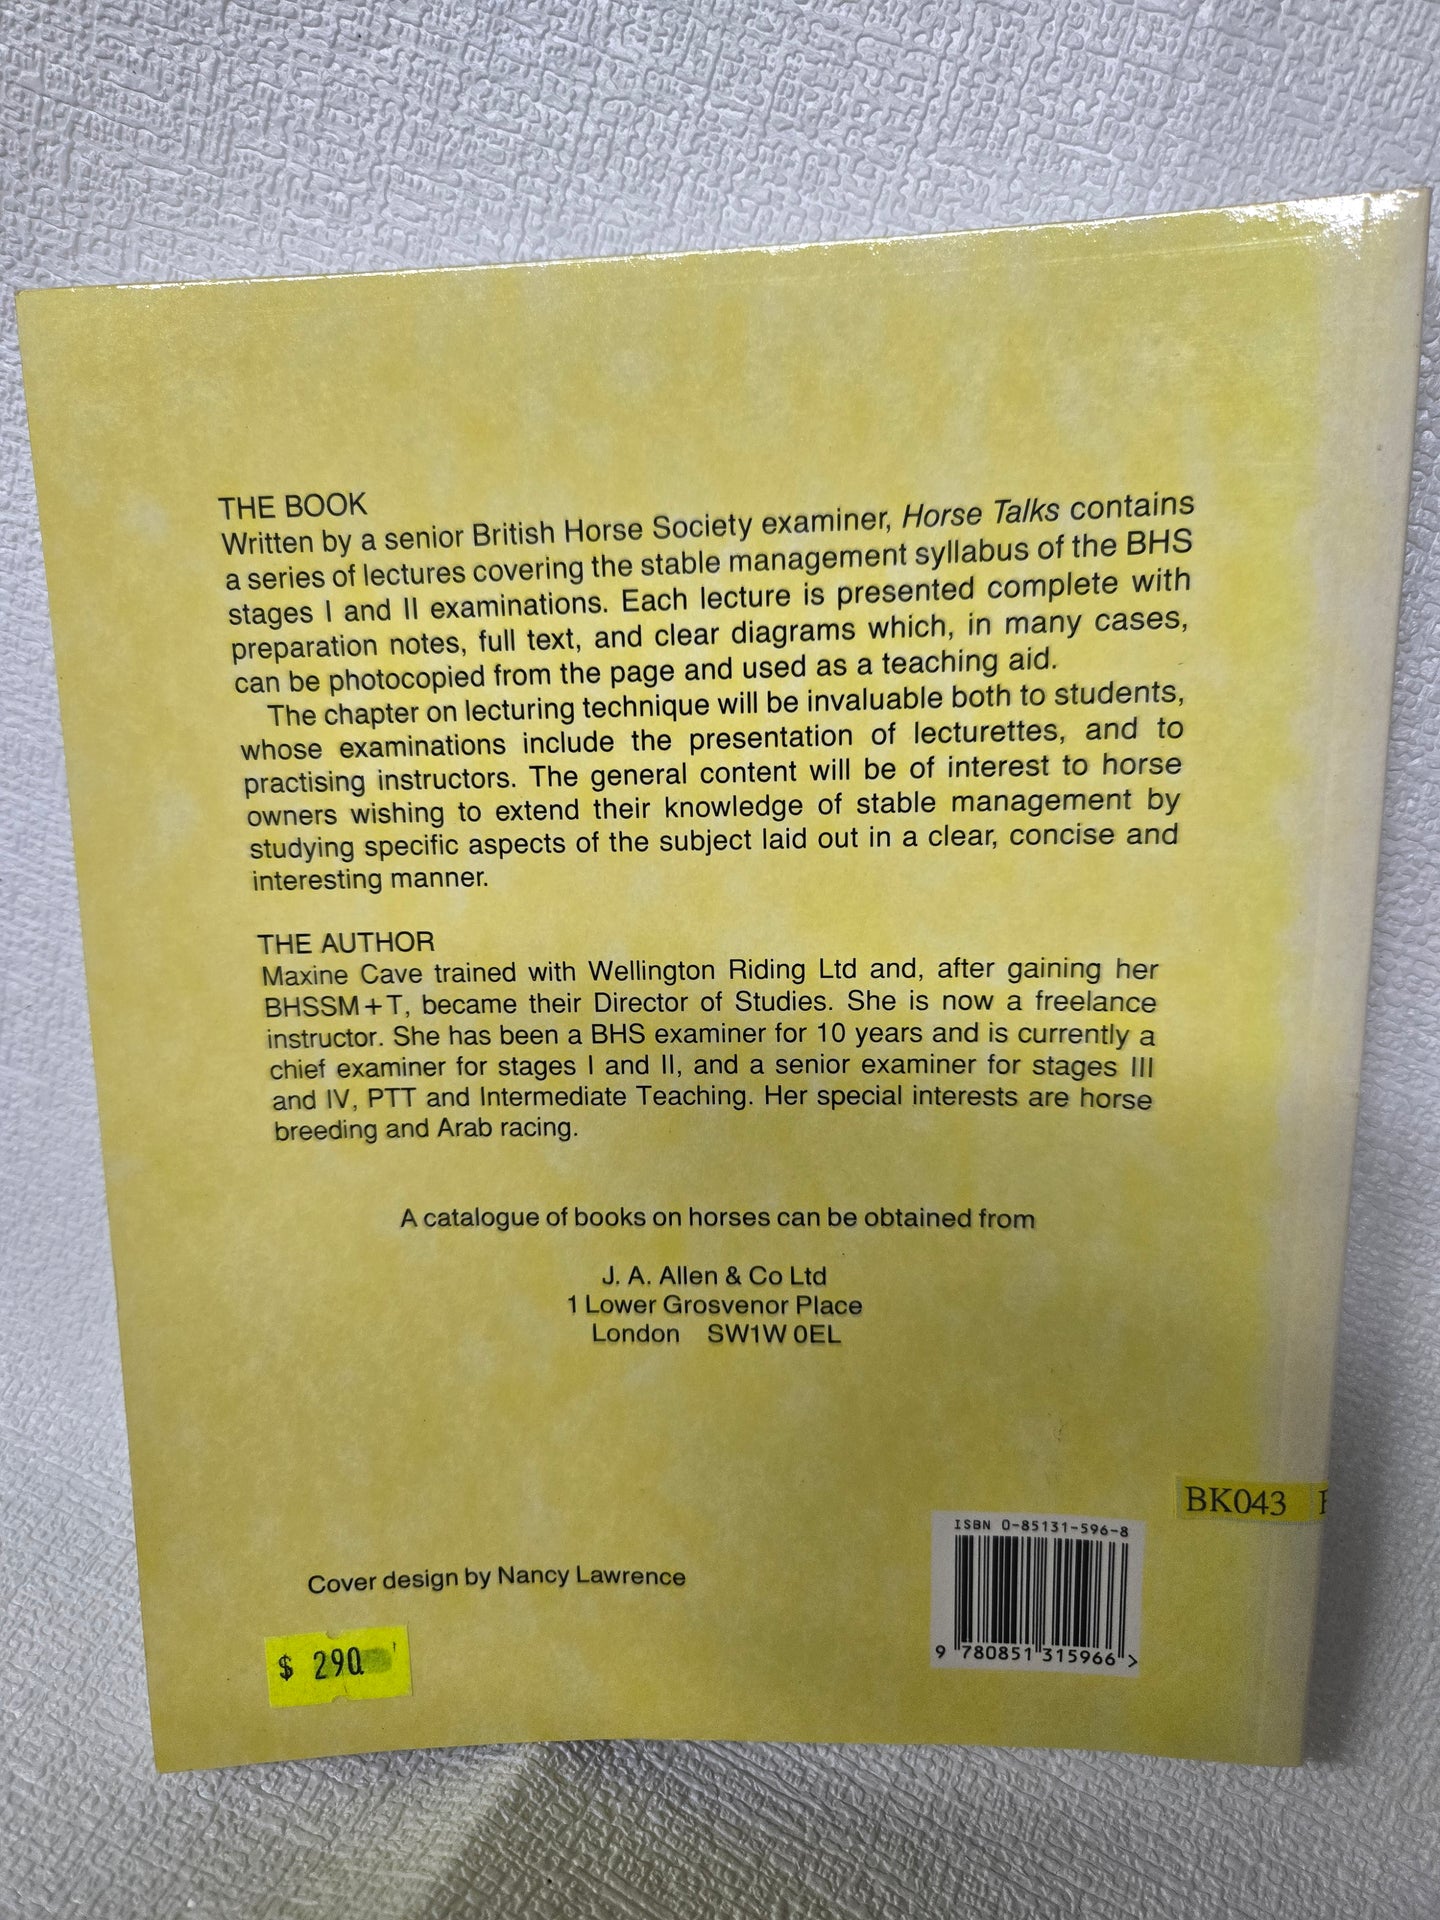 THE BOOK
Written by a senior British Horse Society examiner, Horse Talks contains
a series of lectures covering the stable management syllabus of the BHS
stages I and II examinations. Each lecture is presented complete with
preparation notes, full text, and clear diagrams which, in many cases,
can be photocopied from the page and used as a teaching aid.
The chapter on lecturing technique will be invaluable both to students,
whose examinations include the presentation of lecturettes, and to
practising instructors. The general content will be of interest to horse
owners wishing to extend their knowledge of stable management by
studying specific aspects of the subject laid out in a clear, concise and
interesting manner.
THE AUTHOR
Maxine Cave trained with Wellington Riding Ltd and, after gaining her
BHSSM+T, became their Director of Studies. She is now a freelance
instructor. She has been a BHS examiner for 10 years and is currently a
chief examiner for stages I and II, and a senior examiner for stages III
and IV, PTT and Intermediate Teaching. Her special interests are horse
breeding and Arab racing.
A catalogue of books on horses can be obtained from
J. A. Allen & Co Ltd
1 Lower Grosvenor Place
London SW1W 0EL
BK043
ISBN 0-85131-596-8
9 780851 315966 >
Cover design by Nancy Lawrence
$ 290